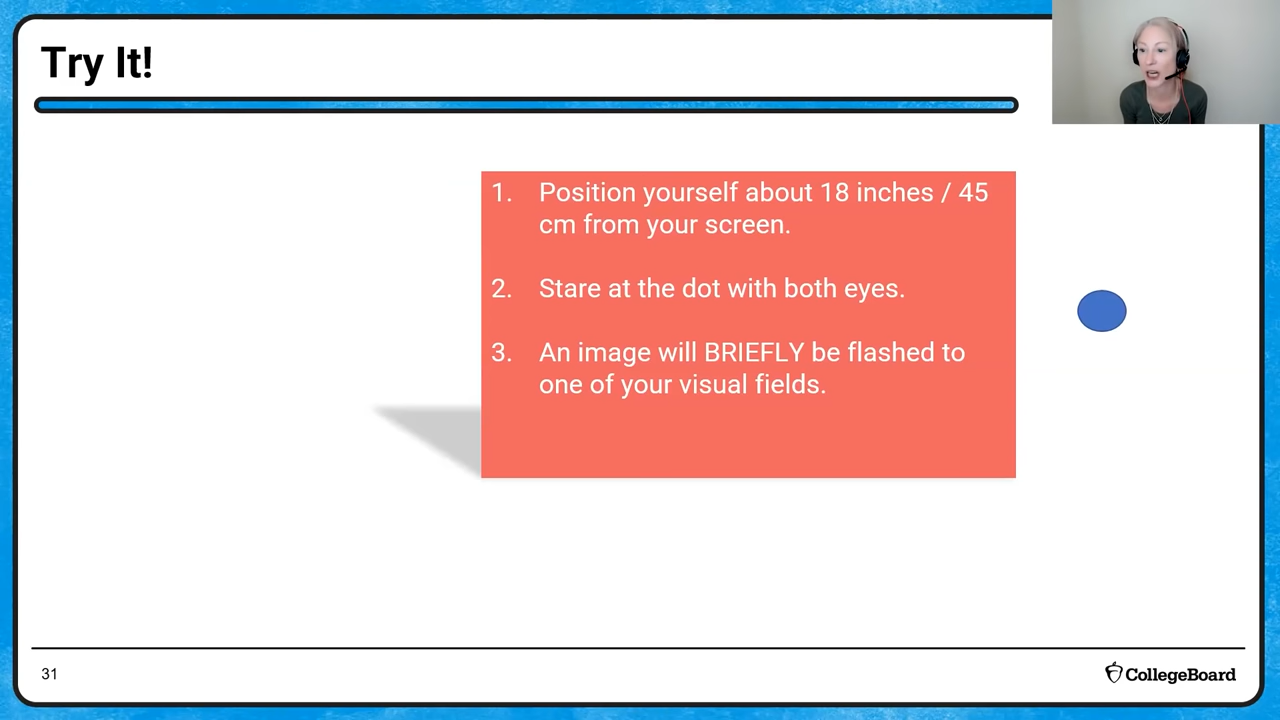 Try It!
1. Position yourself about 18 inches / 45
cm from your screen.
2. Stare at the dot with both eyes.
3. An image will BRIEFLY be flashed to
one of your visual fields.
31
CollegeBoard